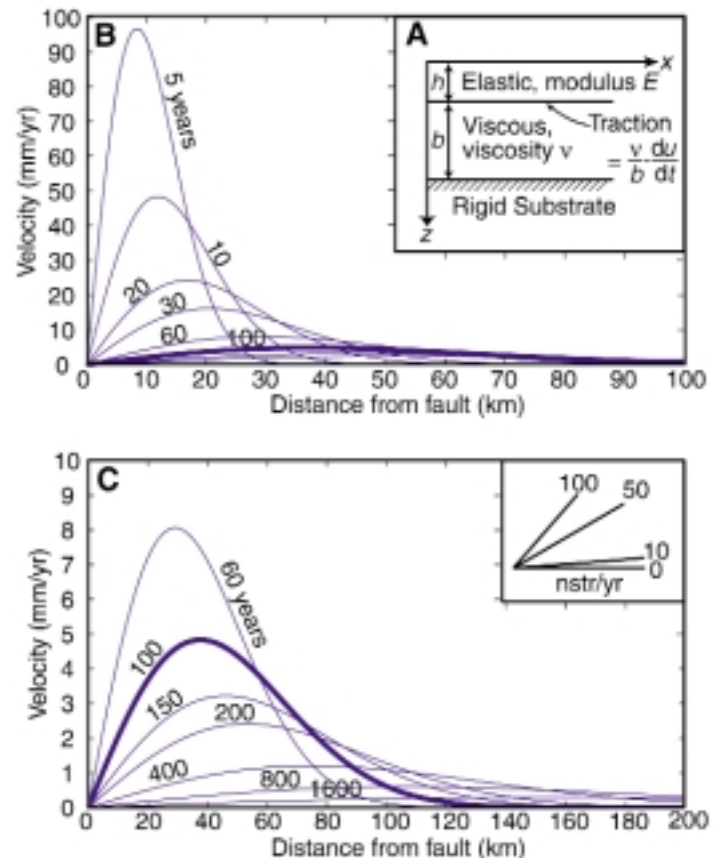 B
100
90
80
70
60
50
40
30
20
10
0
Velocity (mm/yr)
5 years
10
20
30
60
100
0 10 20 30 40 50 60 70 80 90 100
Distance from fault (km)
A
x
h
Elastic, modulus E
b
Viscous,
viscosity ν
Traction
= ν/b du/dt
Rigid Substrate
z
C
10
9
8
7
6
5
4
3
2
1
0
Velocity (mm/yr)
60 years
100
150
200
400
800
1600
0 20 40 60 80 100 120 140 160 180 200
Distance from fault (km)
100
50
10
0
nstr/yr